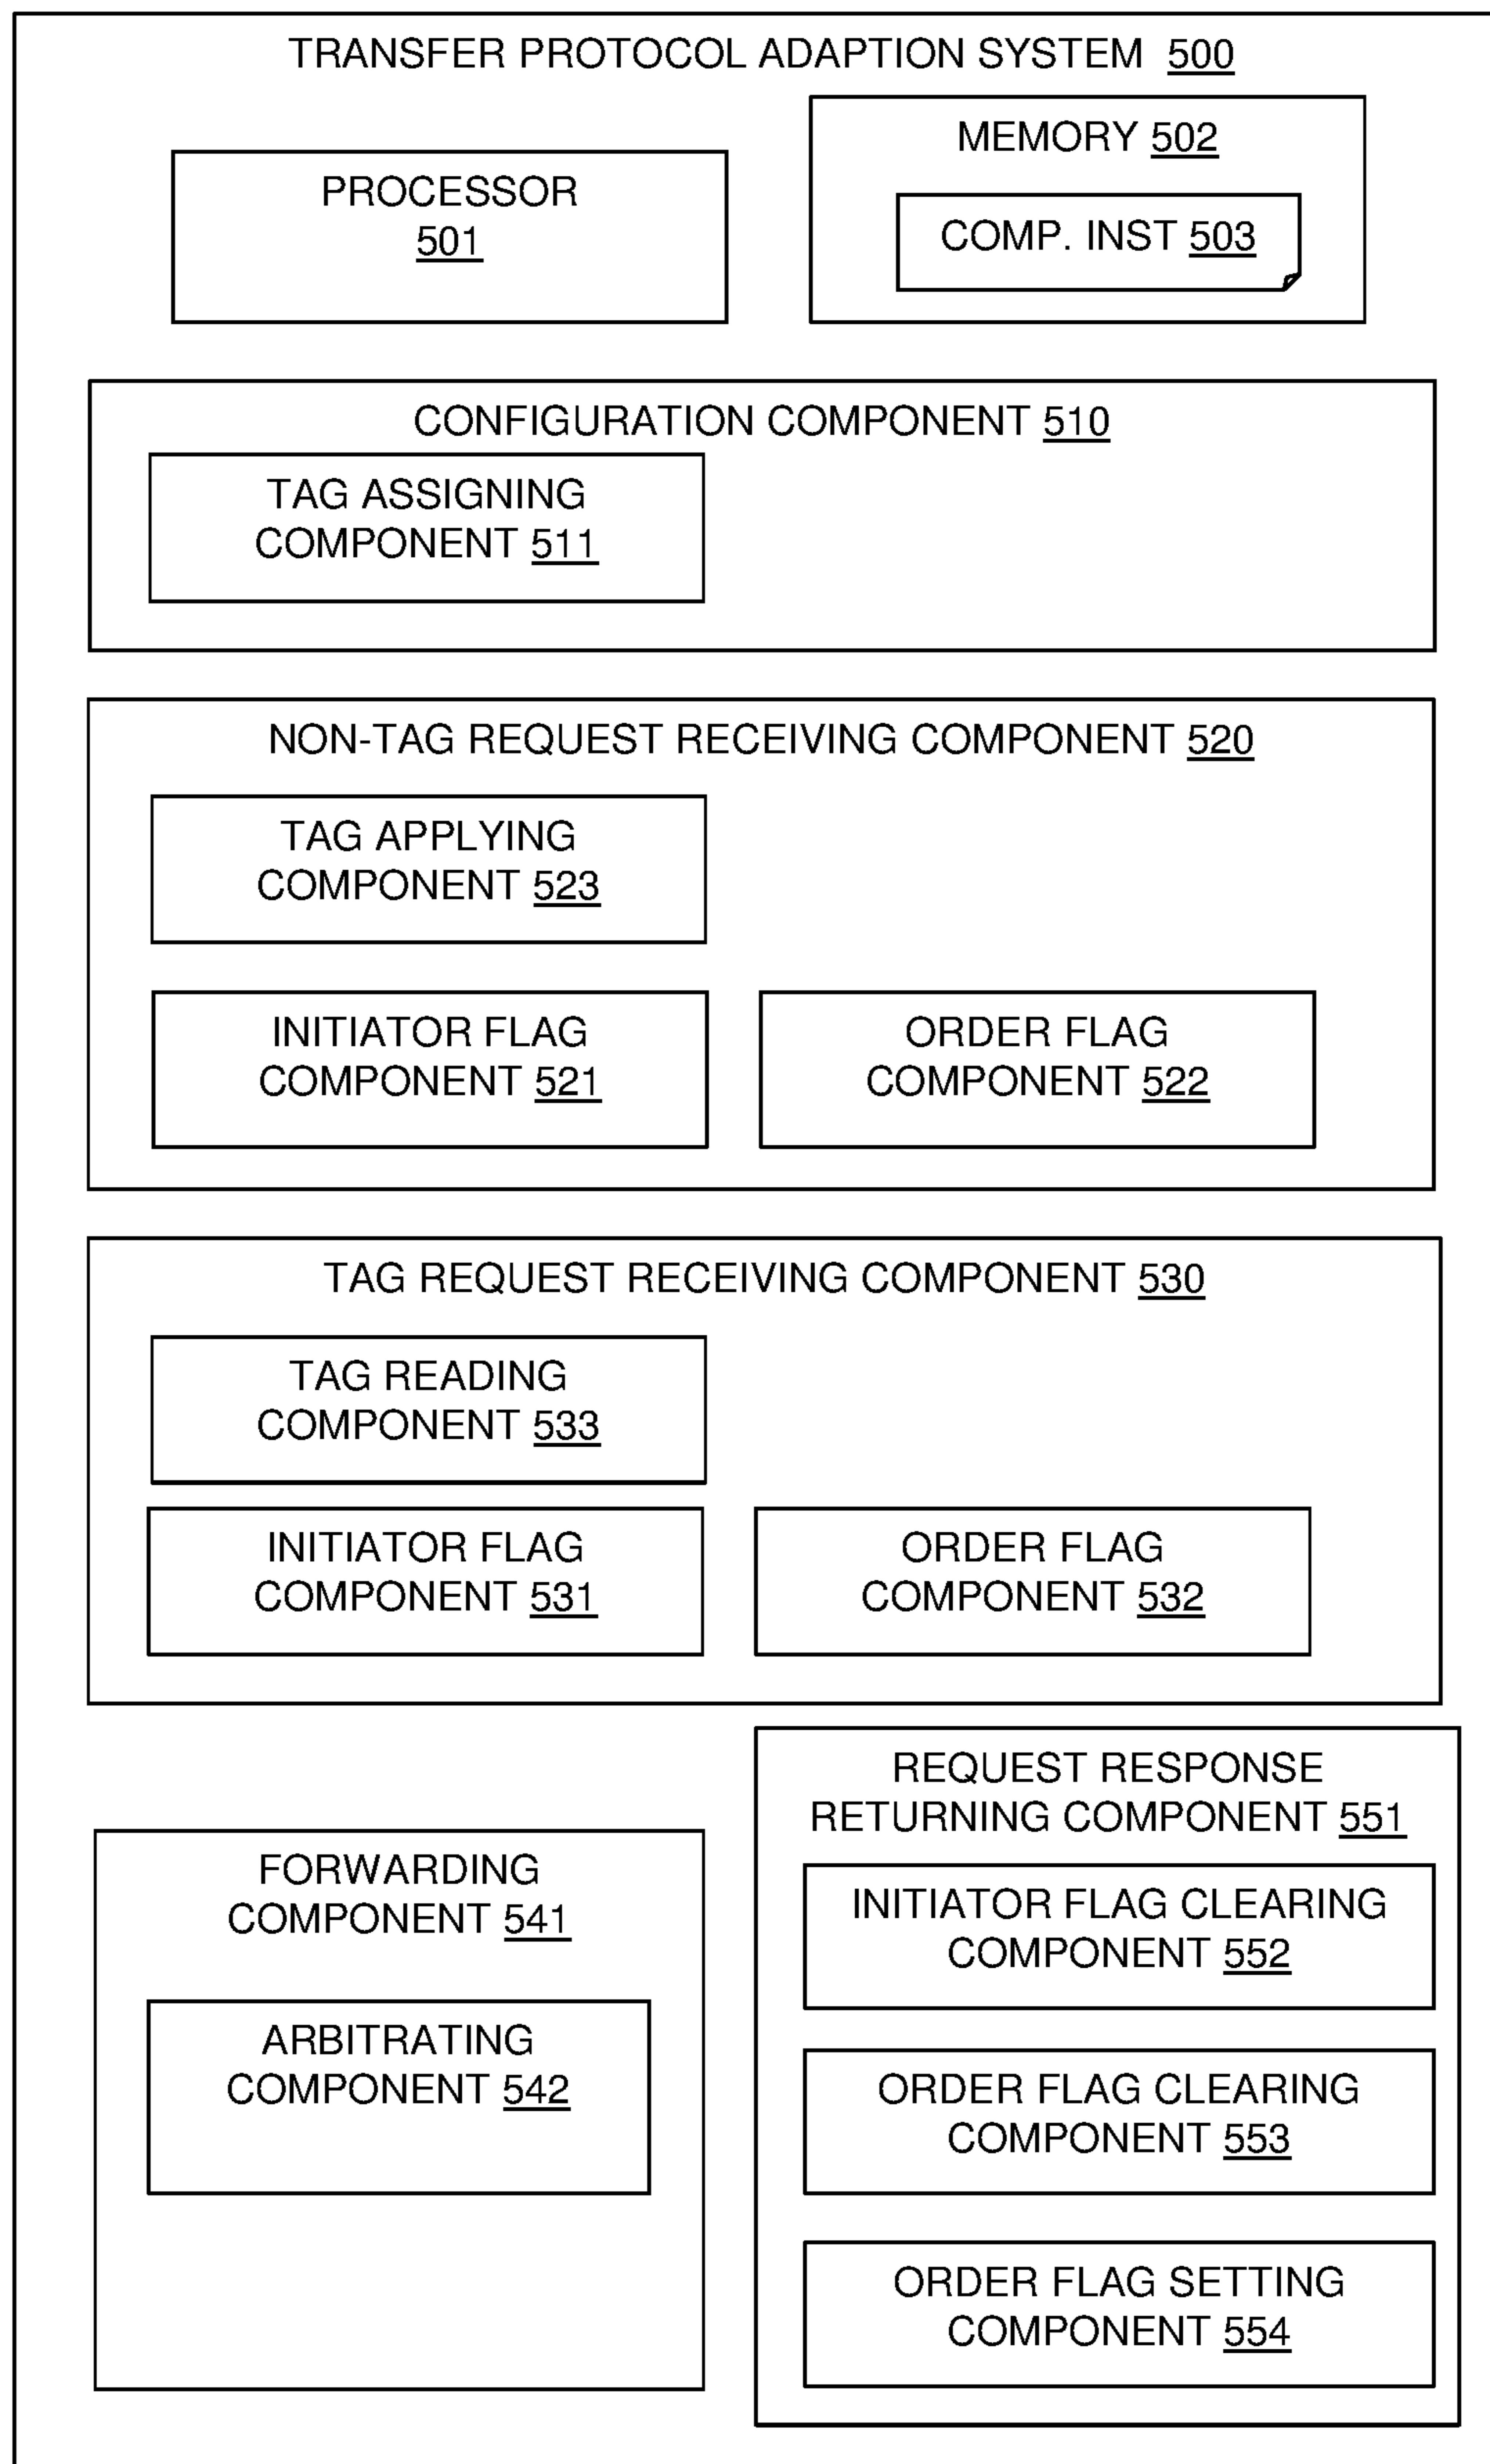 TRANSFER PROTOCOL ADAPTION SYSTEM 500
PROCESSOR
501
MEMORY 502
COMP. INST 503
CONFIGURATION COMPONENT 510
TAG ASSIGNING
COMPONENT 511
NON-TAG REQUEST RECEIVING COMPONENT 520
TAG APPLYING
COMPONENT 523
INITIATOR FLAG
COMPONENT 521
ORDER FLAG
COMPONENT 522
TAG REQUEST RECEIVING COMPONENT 530
TAG READING
COMPONENT 533
INITIATOR FLAG
COMPONENT 531
ORDER FLAG
COMPONENT 532
FORWARDING
COMPONENT 541
ARBITRATING
COMPONENT 542
REQUEST RESPONSE
RETURNING COMPONENT 551
INITIATOR FLAG CLEARING
COMPONENT 552
ORDER FLAG CLEARING
COMPONENT 553
ORDER FLAG SETTING
COMPONENT 554